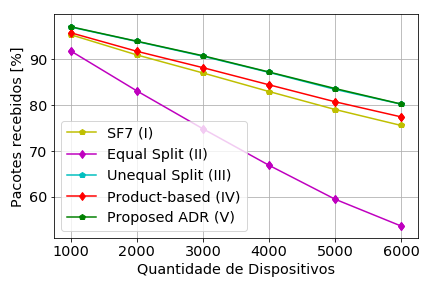 Pacotes recebidos [%]
90
80
70
60
SF7 (I)
Equal Split (II)
Unequal Split (III)
Product-based (IV)
Proposed ADR (V)
1000 2000 3000 4000 5000 6000
Quantidade de Dispositivos